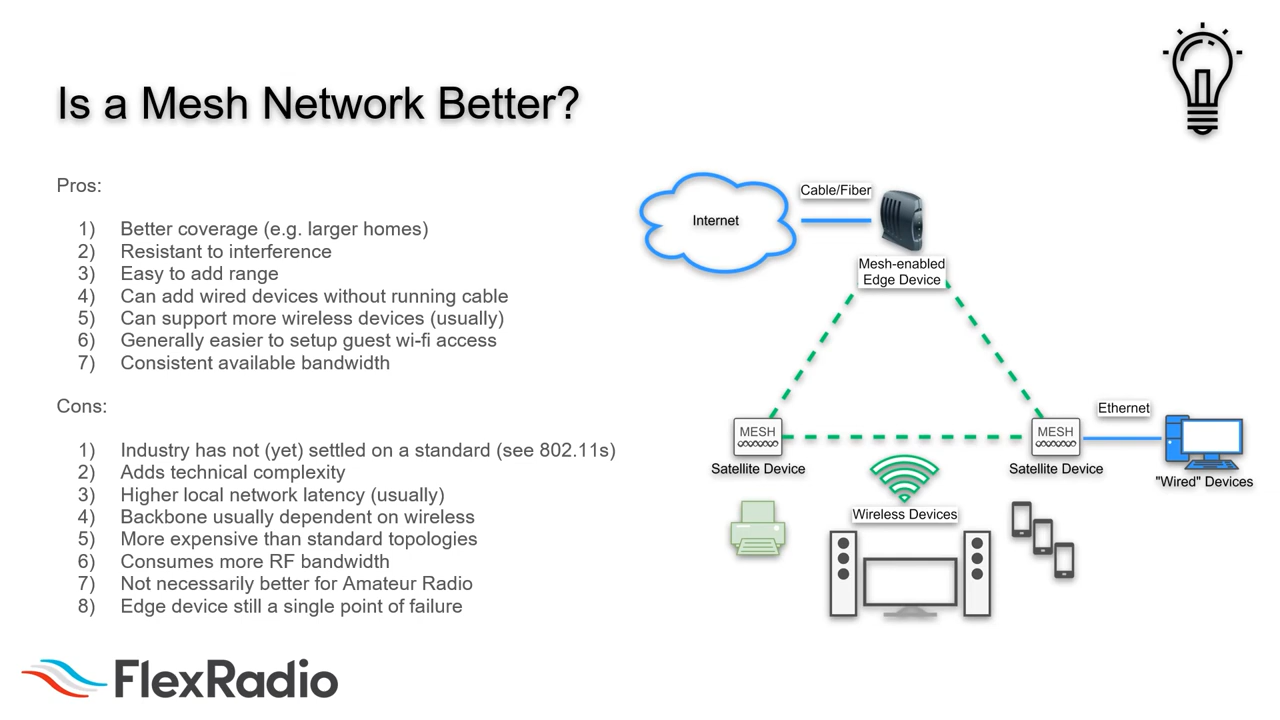 Is a Mesh Network Better?
Pros:
1) Better coverage (e.g. larger homes)
2) Resistant to interference
3) Easy to add range
4) Can add wired devices without running cable
5) Can support more wireless devices (usually)
6) Generally easier to setup guest wi-fi access
7) Consistent available bandwidth
Cons:
1) Industry has not (yet) settled on a standard (see 802.11s)
2) Adds technical complexity
3) Higher local network latency (usually)
4) Backbone usually dependent on wireless
5) More expensive than standard topologies
6) Consumes more RF bandwidth
7) Not necessarily better for Amateur Radio
8) Edge device still a single point of failure
Internet
Cable/Fiber
Mesh-enabled
Edge Device
MESH
Satellite Device
MESH
Satellite Device
Ethernet
"Wired" Devices
Wireless Devices
FlexRadio